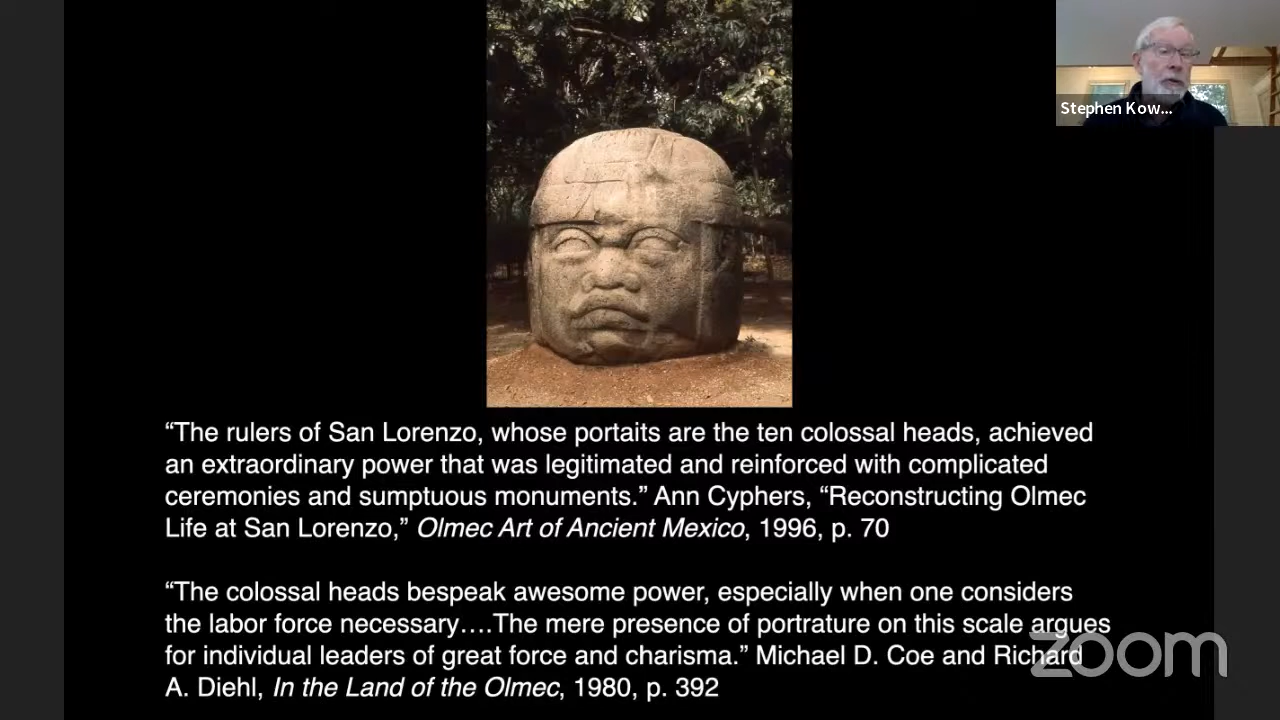 Stephen Kow...
“The rulers of San Lorenzo, whose portaits are the ten colossal heads, achieved
an extraordinary power that was legitimated and reinforced with complicated
ceremonies and sumptuous monuments.” Ann Cyphers, “Reconstructing Olmec
Life at San Lorenzo,” Olmec Art of Ancient Mexico, 1996, p. 70
“The colossal heads bespeak awesome power, especially when one considers
the labor force necessary….The mere presence of portrature on this scale argues
for individual leaders of great force and charisma.” Michael D. Coe and Richard
A. Diehl, In the Land of the Olmec, 1980, p. 392
zoom